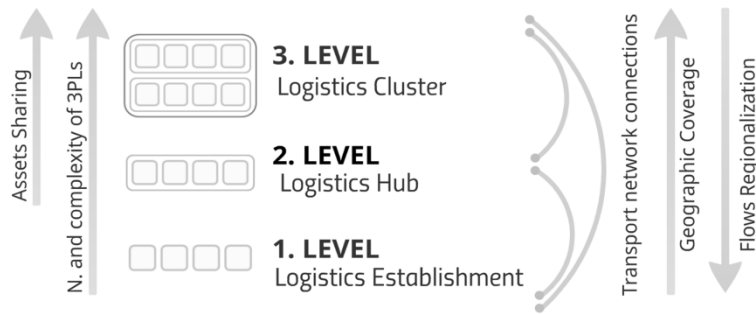 Assets Sharing
N. and complexity of 3PLs
3. LEVEL
Logistics Cluster
2. LEVEL
Logistics Hub
1. LEVEL
Logistics Establishment
Transport network connections
Geographic Coverage
Flows Regionalization